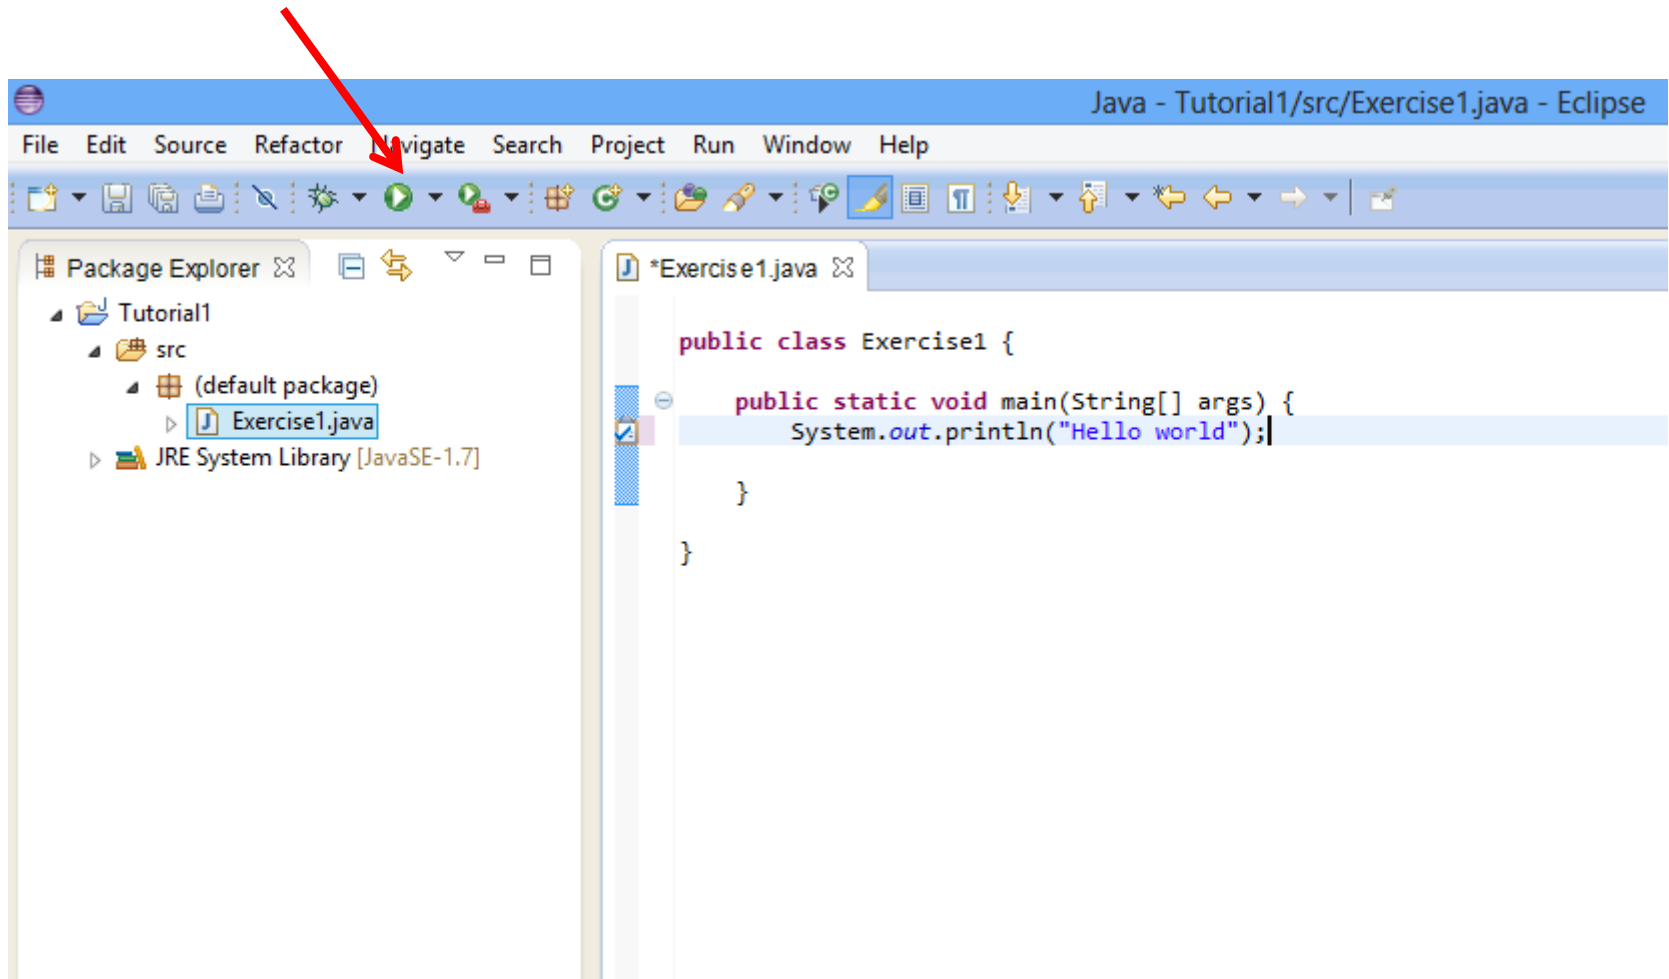 Java - Tutorial1/src/Exercise1.java - Eclipse
File Edit Source Refactor Navigate Search Project Run Window Help
Package Explorer
*Exercise1.java
Tutorial1
src
(default package)
Exercise1.java
JRE System Library [JavaSE-1.7]
public class Exercise1 {
public static void main(String[] args) {
System.out.println("Hello world");
}
}